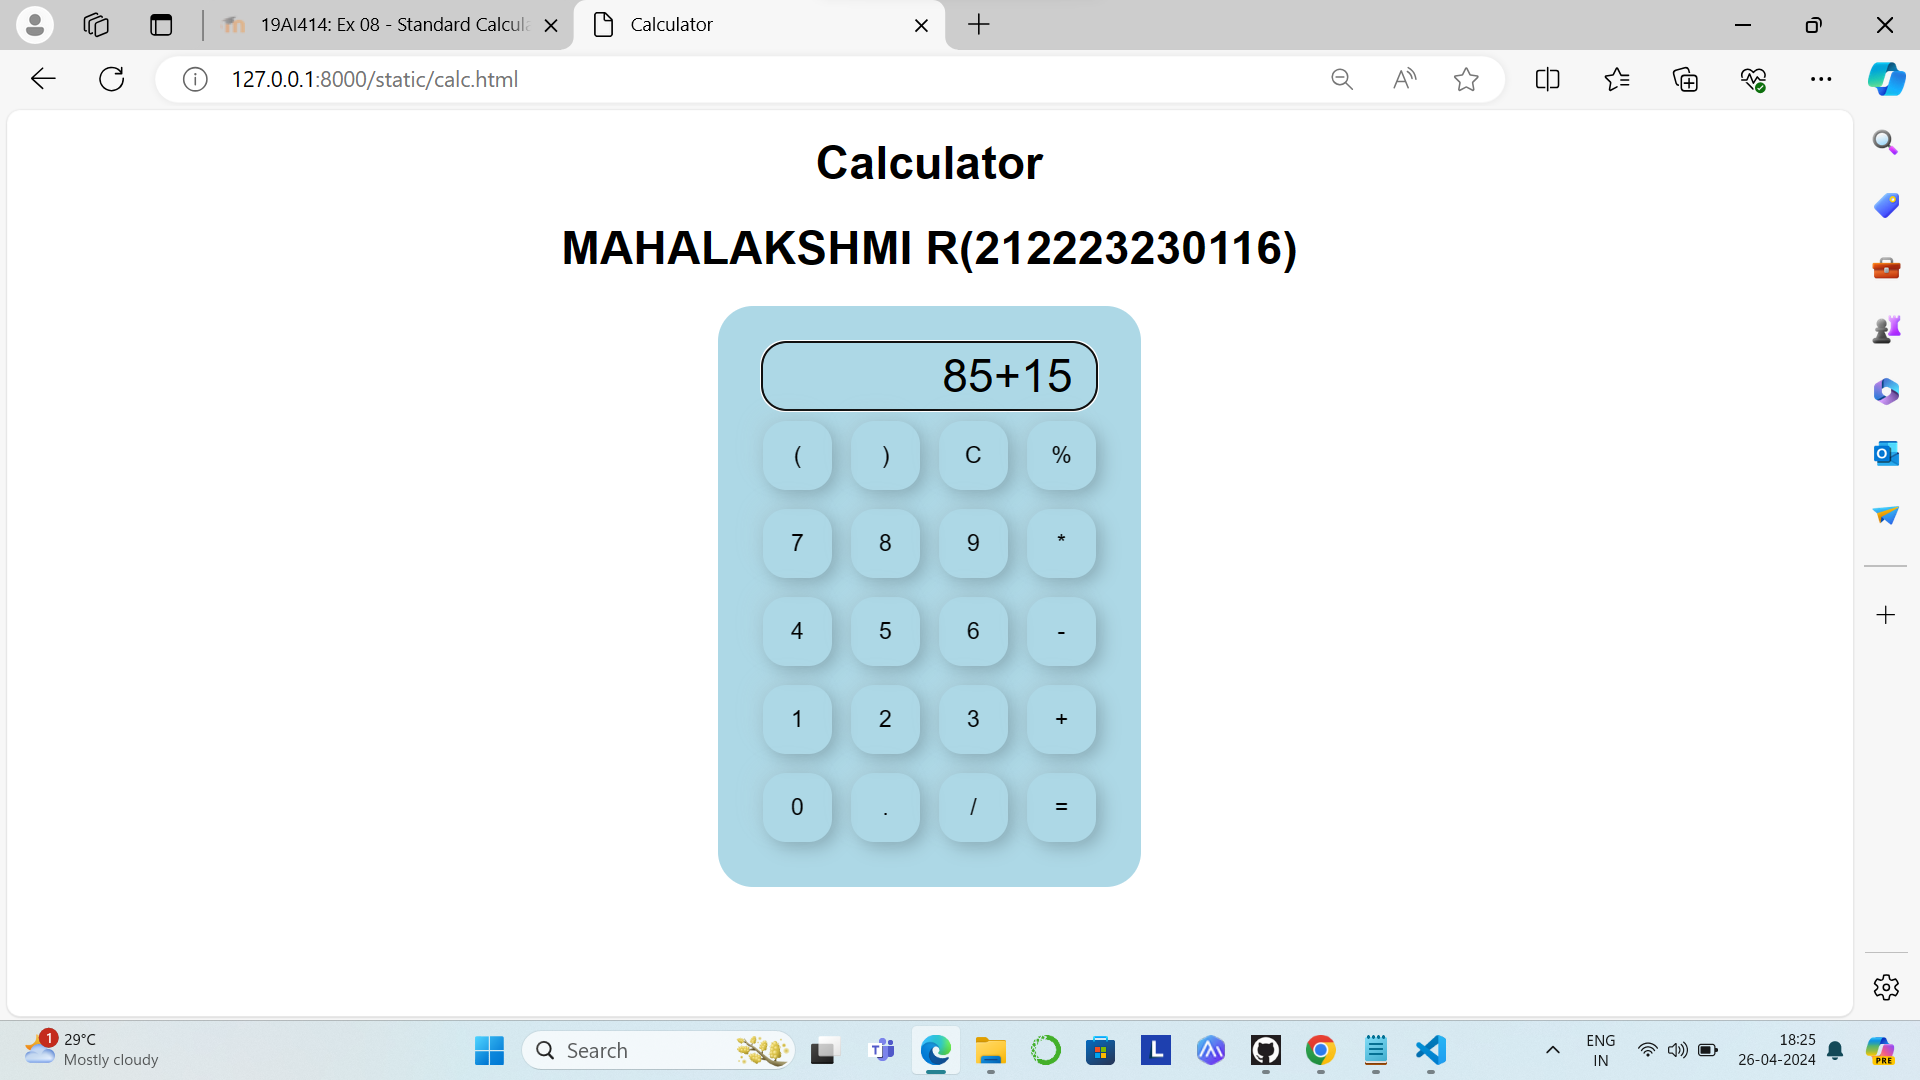 19AI414: Ex 08 - Standard Calcul
Calculator
127.0.0.1:8000/static/calc.html
Calculator
MAHALAKSHMI R(212223230116)
85+15
( ) C %
7 8 9 *
4 5 6 -
1 2 3 +
0 . / =
1
29°C
Mostly cloudy
Search
L
ENG
IN
18:25
26-04-2024
PRE